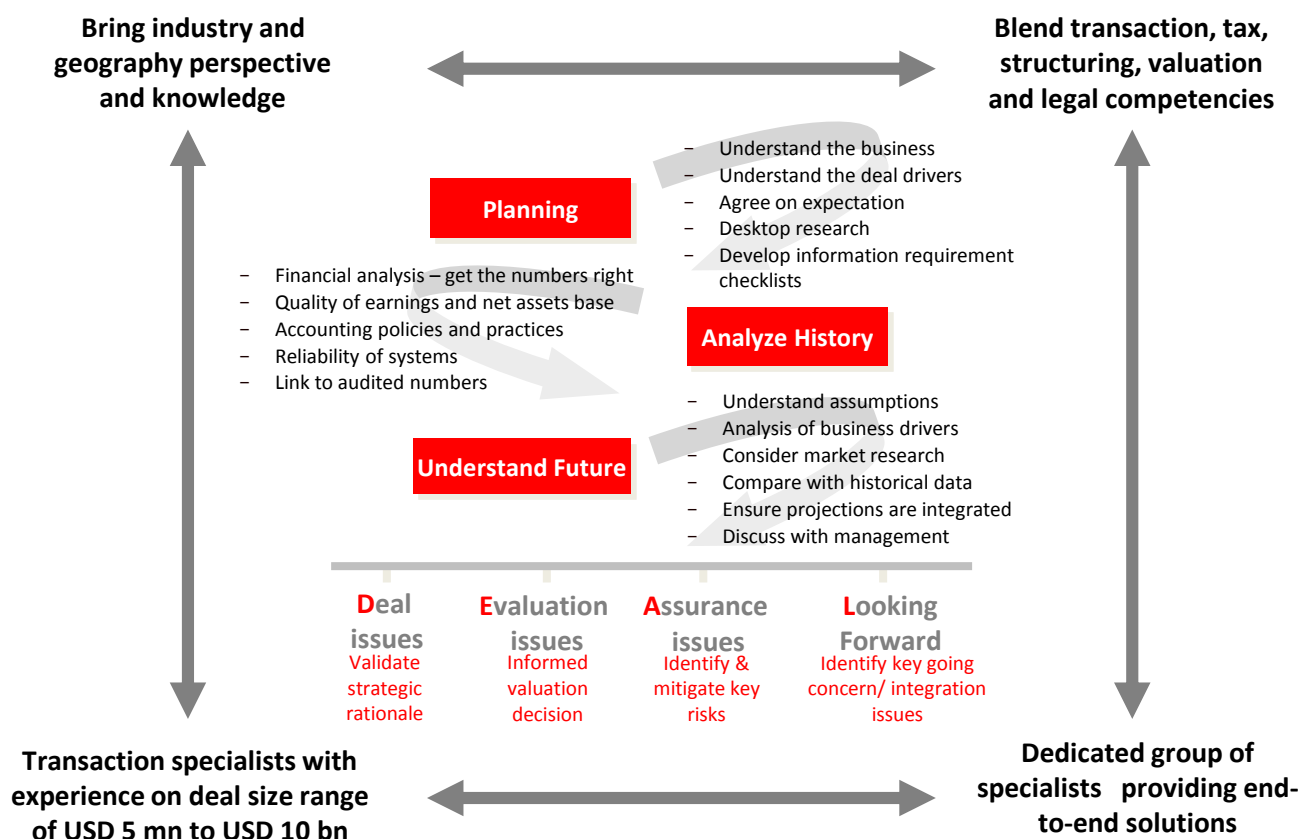 Bring industry and
geography perspective
and knowledge
Blend transaction, tax,
structuring, valuation
and legal competencies
Planning
– Understand the business
– Understand the deal drivers
– Agree on expectation
– Desktop research
– Develop information requirement
checklists
– Financial analysis – get the numbers right
– Quality of earnings and net assets base
– Accounting policies and practices
– Reliability of systems
– Link to audited numbers
Analyze History
Understand Future
– Understand assumptions
– Analysis of business drivers
– Consider market research
– Compare with historical data
– Ensure projections are integrated
– Discuss with management
Deal
issues
Validate
strategic
rationale
Evaluation
issues
Informed
valuation
decision
Assurance
issues
Identify &
mitigate key
risks
Looking
Forward
Identify key going
concern/ integration
issues
Transaction specialists with
experience on deal size range
of USD 5 mn to USD 10 bn
Dedicated group of
specialists providing end-
to-end solutions